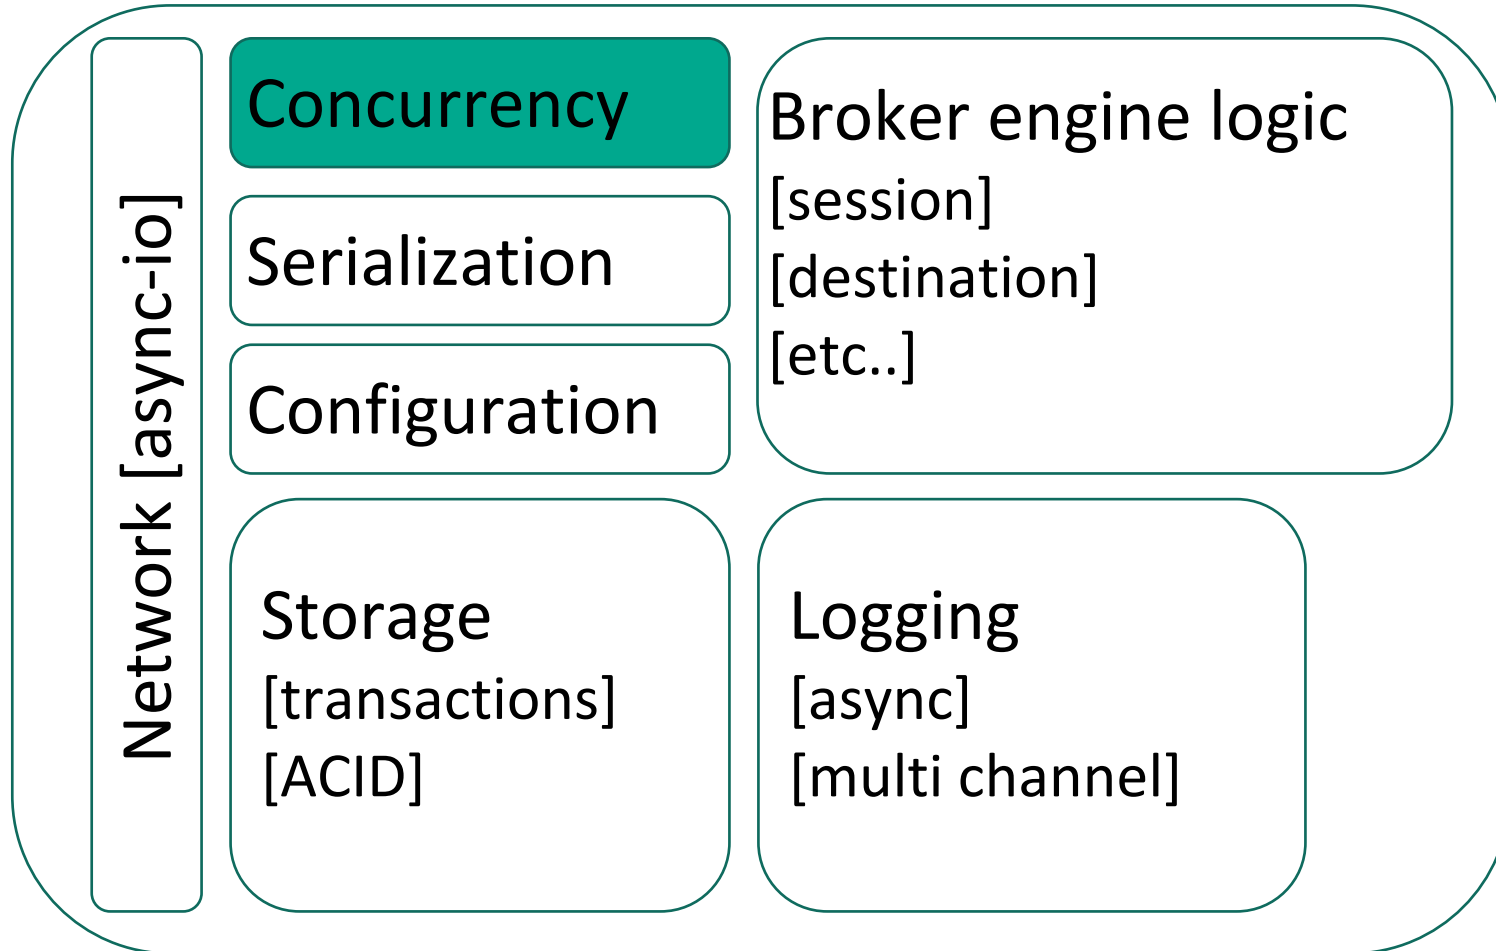 Network [async-io]
Concurrency
Serialization
Configuration
Broker engine logic
[session]
[destination]
[etc..]
Storage
[transactions]
[ACID]
Logging
[async]
[multi channel]